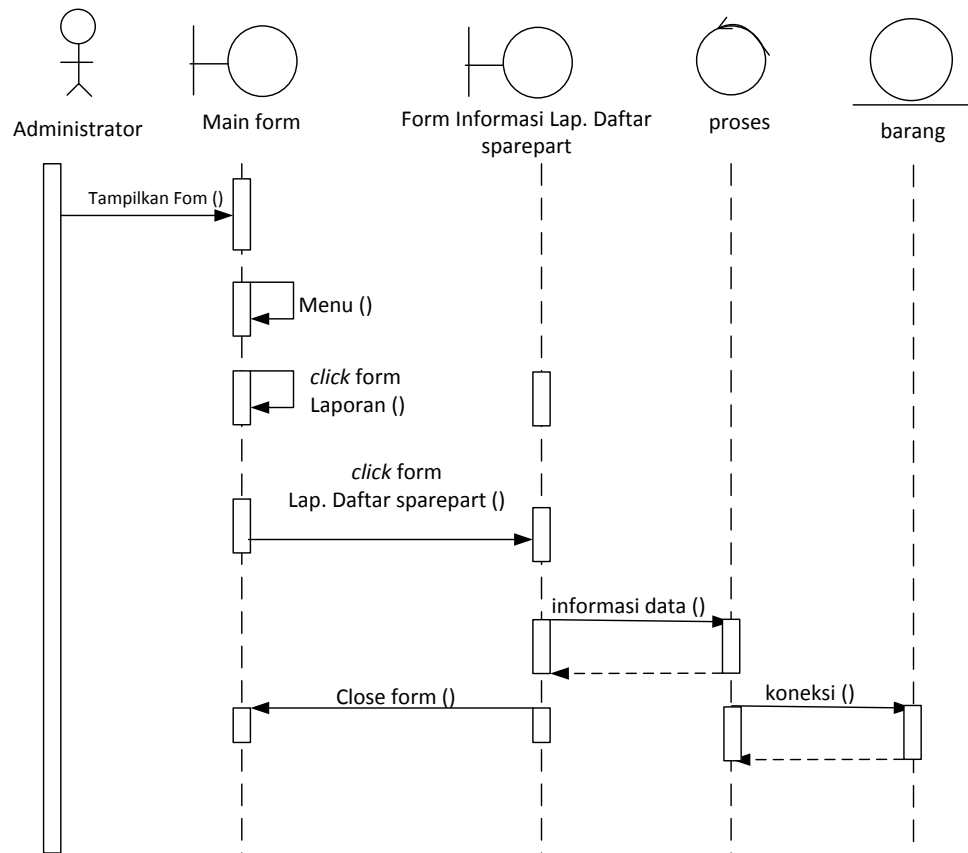 Administrator
Main form
Form Informasi Lap. Daftar
sparepart
proses
barang
Tampilkan Fom ()
Menu ()
click form
Laporan ()
click form
Lap. Daftar sparepart ()
informasi data ()
Close form ()
koneksi ()